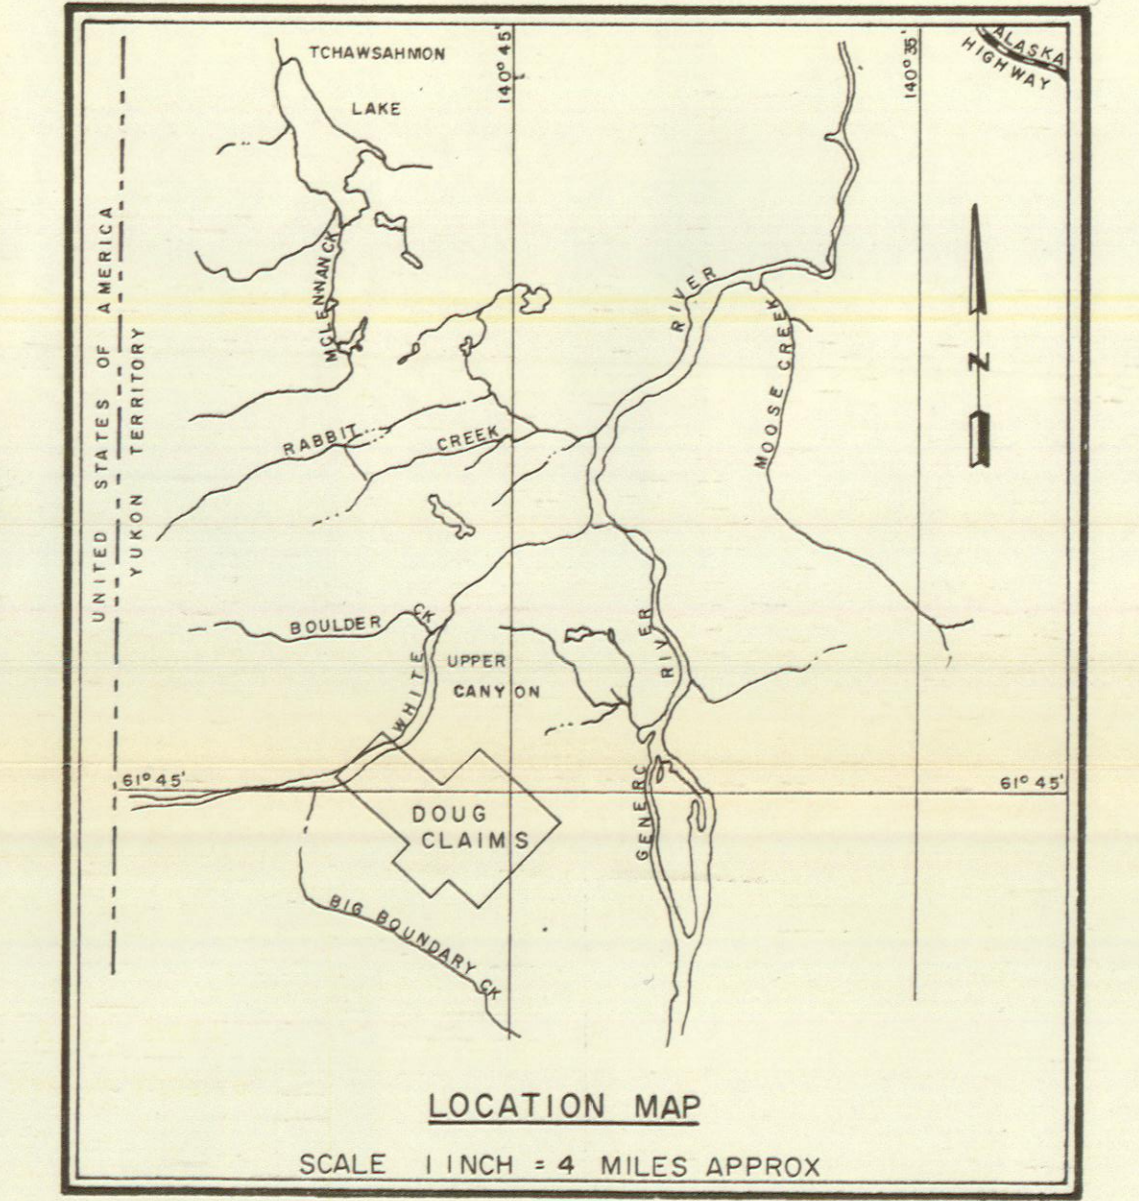 TCHAWSAHMON
LAKE
140° 45'
140° 35'
ALASKA
HIGHWAY
UNITED STATES OF AMERICA
YUKON TERRITORY
MCLENNAN CK
RIVER
N
MOOSE CREEK
RABBIT CREEK
BOULDER CK
WHITE
UPPER
CANYON
RIVER
61° 45'
61° 45'
DOUG
CLAIMS
GENERC
BIG BOUNDARY CK
LOCATION MAP
SCALE 1 INCH = 4 MILES APPROX